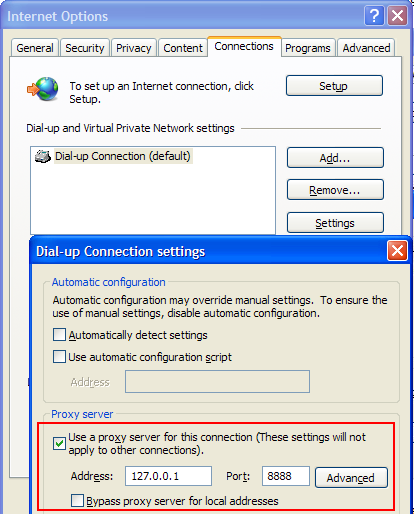 Internet Options
General Security Privacy Content Connections Programs Advanced
To set up an Internet connection, click
Setup.
Setup
Dial-up and Virtual Private Network settings
Dial-up Connection (default)
Add...
Remove...
Settings
Dial-up Connection settings
Automatic configuration
Automatic configuration may override manual settings. To ensure the
use of manual settings, disable automatic configuration.
Automatically detect settings
Use automatic configuration script
Address
Proxy server
Use a proxy server for this connection (These settings will not
apply to other connections).
Address: 127.0.0.1 Port: 8888 Advanced
Bypass proxy server for local addresses